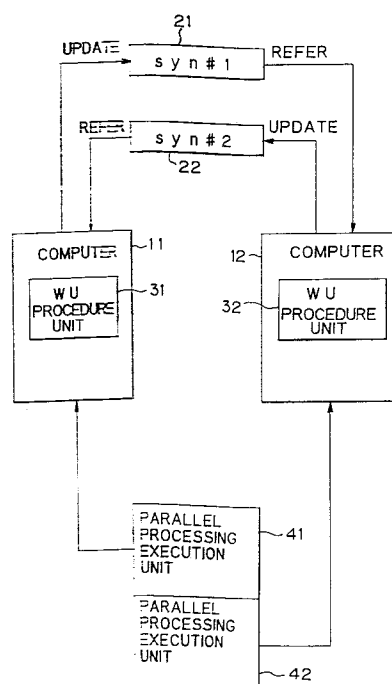 21
UPDATE
syn#1
REFER
REFER
syn#2
UPDATE
22
COMPUTER
11
WU
PROCEDURE
UNIT
31
12
COMPUTER
32
WU
PROCEDURE
UNIT
PARALLEL
PROCESSING
EXECUTION
UNIT
41
PARALLEL
PROCESSING
EXECUTION
UNIT
42